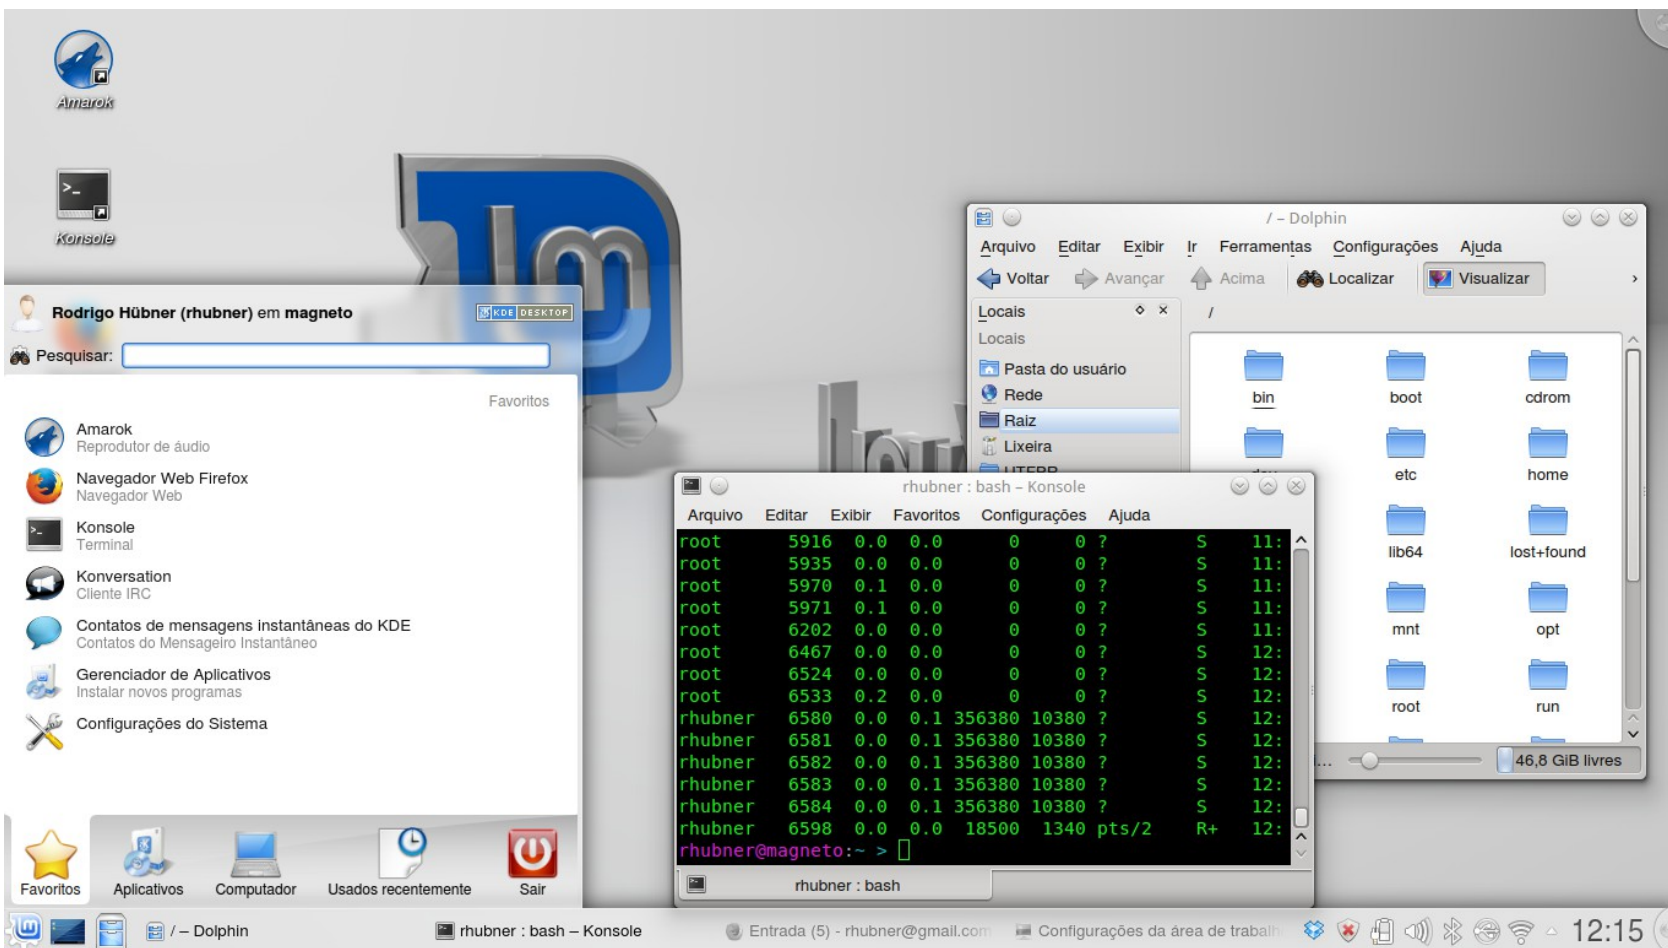 Amarok
Konsole
lm
Rodrigo Hübner (rhubner) em magneto
KDE DESKTOP
Pesquisar:
Favoritos
Amarok
Reprodutor de áudio
Navegador Web Firefox
Navegador Web
Konsole
Terminal
Konversation
Cliente IRC
Contatos de mensagens instantâneas do KDE
Contatos do Mensageiro Instantâneo
Gerenciador de Aplicativos
Instalar novos programas
Configurações do Sistema
Favoritos
Aplicativos
Computador
Usados recentemente
Sair
/ – Dolphin
Arquivo Editar Exibir Ir Ferramentas Configurações Ajuda
Voltar Avançar Acima Localizar Visualizar
Locais
/
Locais
Pasta do usuário
Rede
Raiz
Lixeira
bin boot cdrom
etc home
lib64 lost+found
mnt opt
root run
46,8 GiB livres
rhubner : bash – Konsole
Arquivo Editar Exibir Favoritos Configurações Ajuda
root 5916 0.0 0.0 0 0 ? S 11:
root 5935 0.0 0.0 0 0 ? S 11:
root 5970 0.1 0.0 0 0 ? S 11:
root 5971 0.1 0.0 0 0 ? S 11:
root 6202 0.0 0.0 0 0 ? S 11:
root 6467 0.0 0.0 0 0 ? S 12:
root 6524 0.0 0.0 0 0 ? S 12:
root 6533 0.2 0.0 0 0 ? S 12:
rhubner 6580 0.0 0.1 356380 10380 ? S 12:
rhubner 6581 0.0 0.1 356380 10380 ? S 12:
rhubner 6582 0.0 0.1 356380 10380 ? S 12:
rhubner 6583 0.0 0.1 356380 10380 ? S 12:
rhubner 6584 0.0 0.1 356380 10380 ? S 12:
rhubner 6598 0.0 0.0 18500 1340 pts/2 R+ 12:
rhubner@magneto:~ >
rhubner : bash
/ – Dolphin
rhubner : bash – Konsole
Entrada (5) - rhubner@gmail.com
Configurações da área de trabalh
12:15